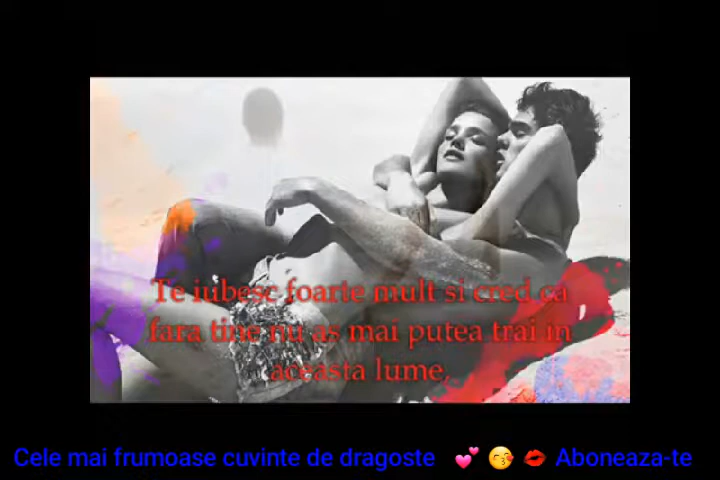 Te iubesc foarte mult si cred ca
fara tine nu as mai putea trai in
aceasta lume,
Cele mai frumoase cuvinte de dragoste 💕 😚 💋 Aboneaza-te